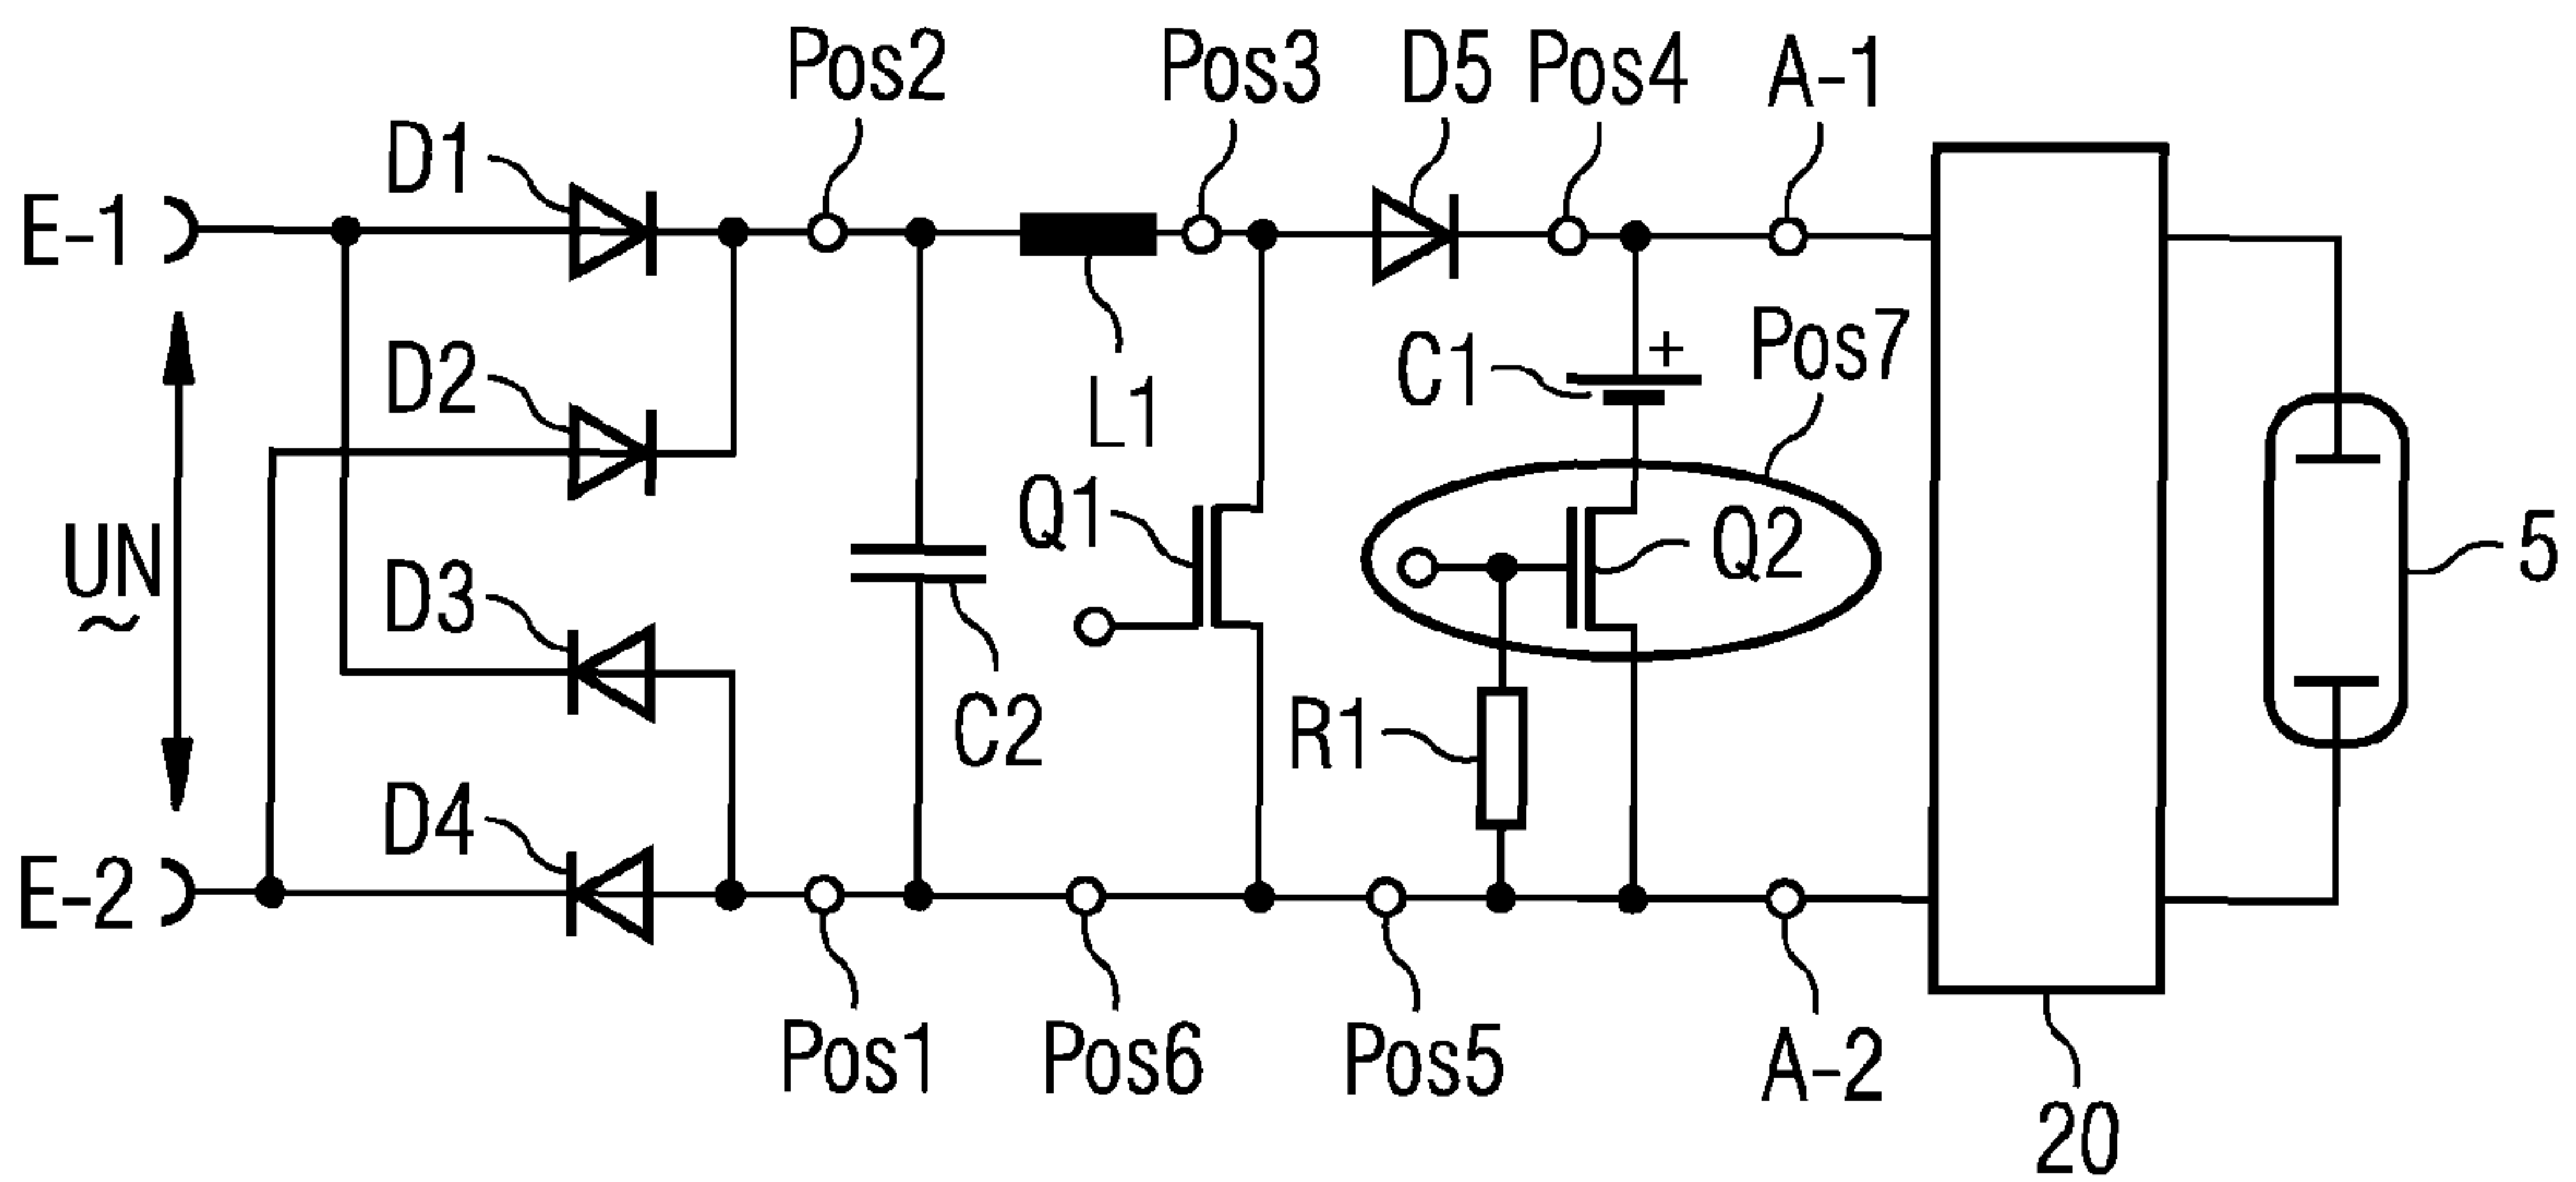 Pos2
Pos3
D5
Pos4
A-1
D1
E-1
Pos7
C1
+
D2
L1
Q1
Q2
UN
~
5
D3
C2
R1
D4
E-2
Pos1
Pos6
Pos5
A-2
20